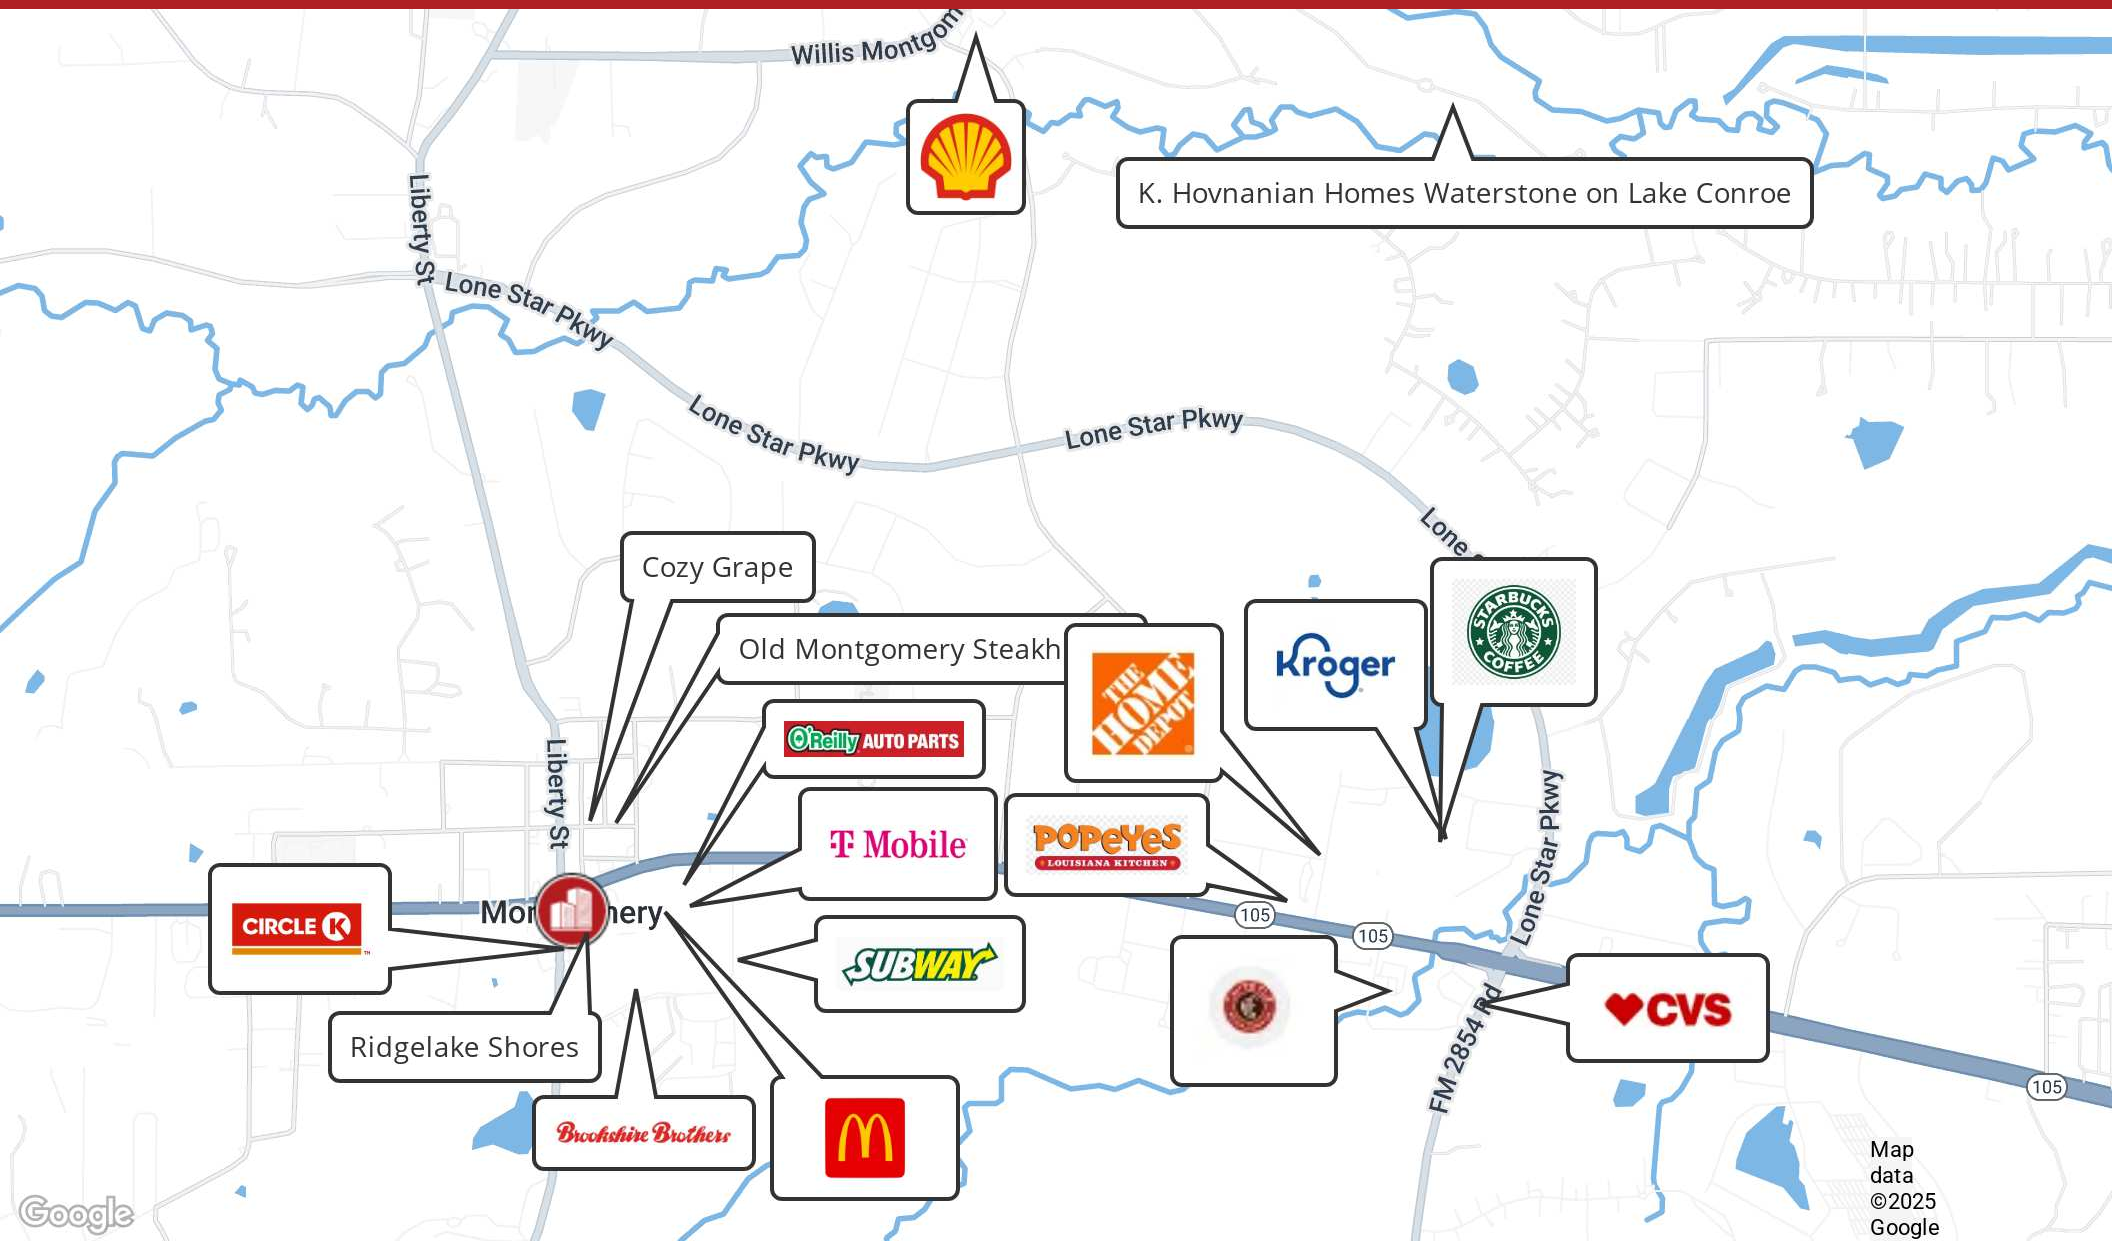 Willis Montgom
K. Hovnanian Homes Waterstone on Lake Conroe
Liberty St
Lone Star Pkwy
Lone Star Pkwy
Lone Star Pkwy
Lone
Cozy Grape
Old Montgomery Steakh
THE
HOME
DEPOT
Kroger
STARBUCKS
COFFEE
O'Reilly AUTO PARTS
Liberty St
T Mobile
POPEYES
LOUISIANA KITCHEN
Lone Star Pkwy
CIRCLE K
Mon
nery
105
105
SUBWAY
CVS
FM 2854 Rd
Ridgelake Shores
105
Brookshire Brothers
Map
data
©2025
Google
Google